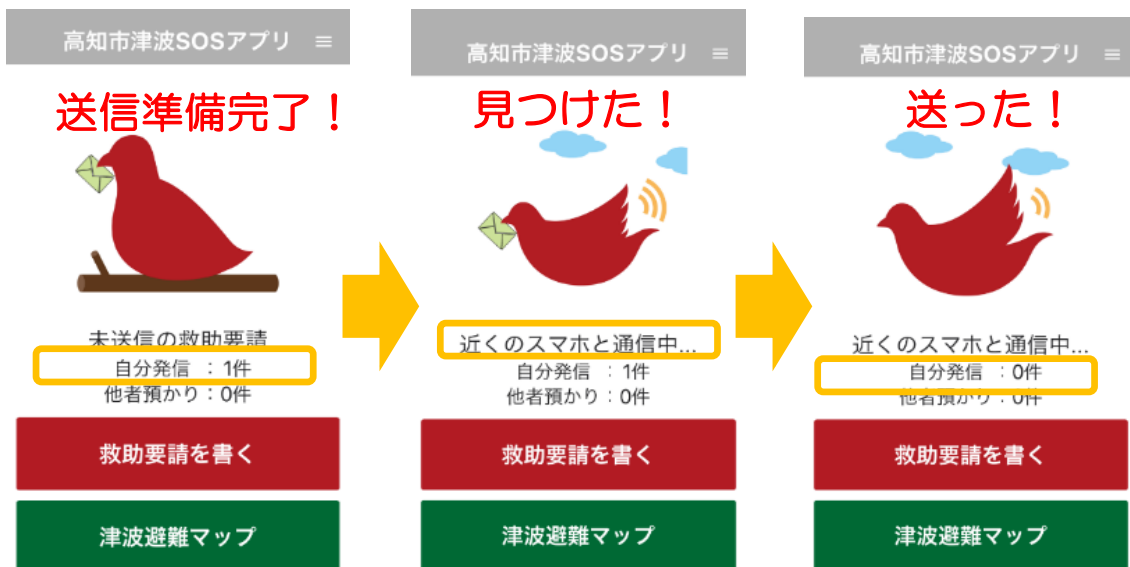 高知市津波SOSアプリ ≡
送信準備完了！
未送信の救助要請
自分発信 ：1件
他者預かり：0件
救助要請を書く
津波避難マップ
高知市津波SOSアプリ ≡
見つけた！
近くのスマホと通信中...
自分発信 ：1件
他者預かり：0件
救助要請を書く
津波避難マップ
高知市津波SOSアプリ ≡
送った！
近くのスマホと通信中...
自分発信 ：0件
他者預かり：0件
救助要請を書く
津波避難マップ